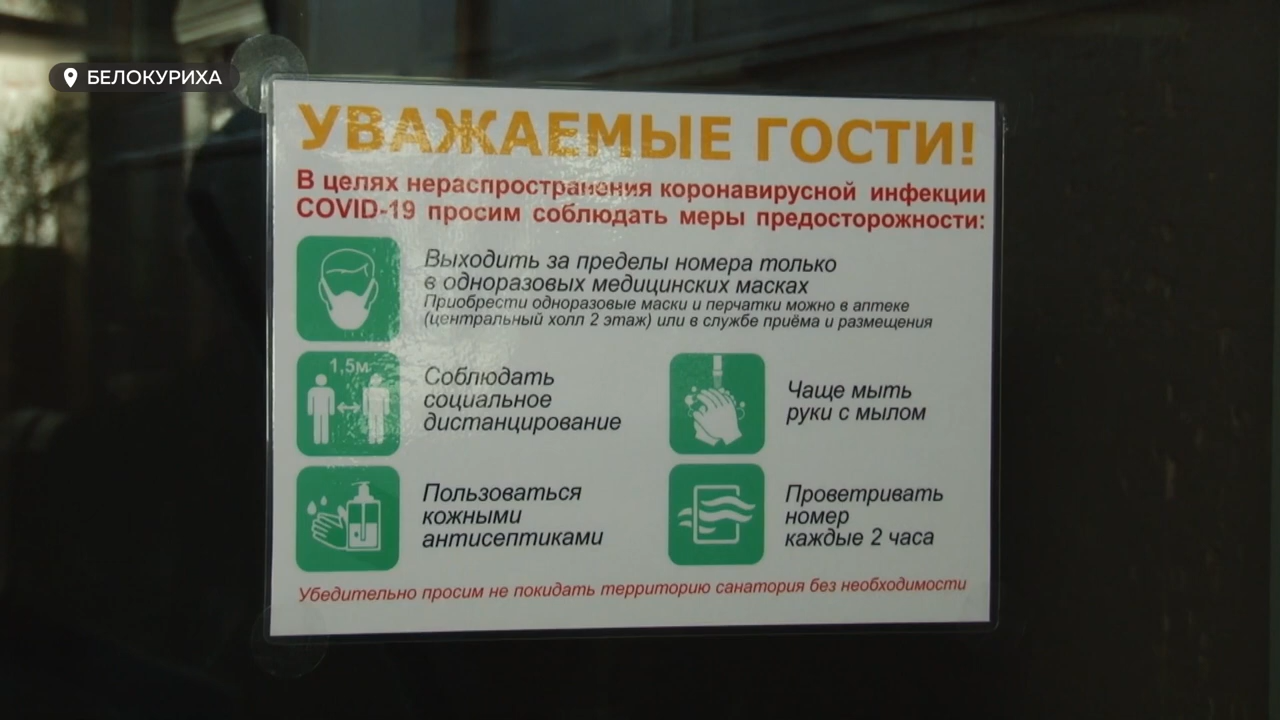 БЕЛОКУРИХА
УВАЖАЕМЫЕ ГОСТИ!
В целях нераспространения коронавирусной инфекции
COVID-19 просим соблюдать меры предосторожности:
Выходить за пределы номера только
в одноразовых медицинских масках
Приобрести одноразовые маски и перчатки можно в аптеке
(центральный холл 2 этаж) или в службе приёма и размещения
1,5м
Соблюдать
социальное
дистанцирование
Чаще мыть
руки с мылом
Пользоваться
кожными
антисептиками
Проветривать
номер
каждые 2 часа
Убедительно просим не покидать территорию санатория без необходимости